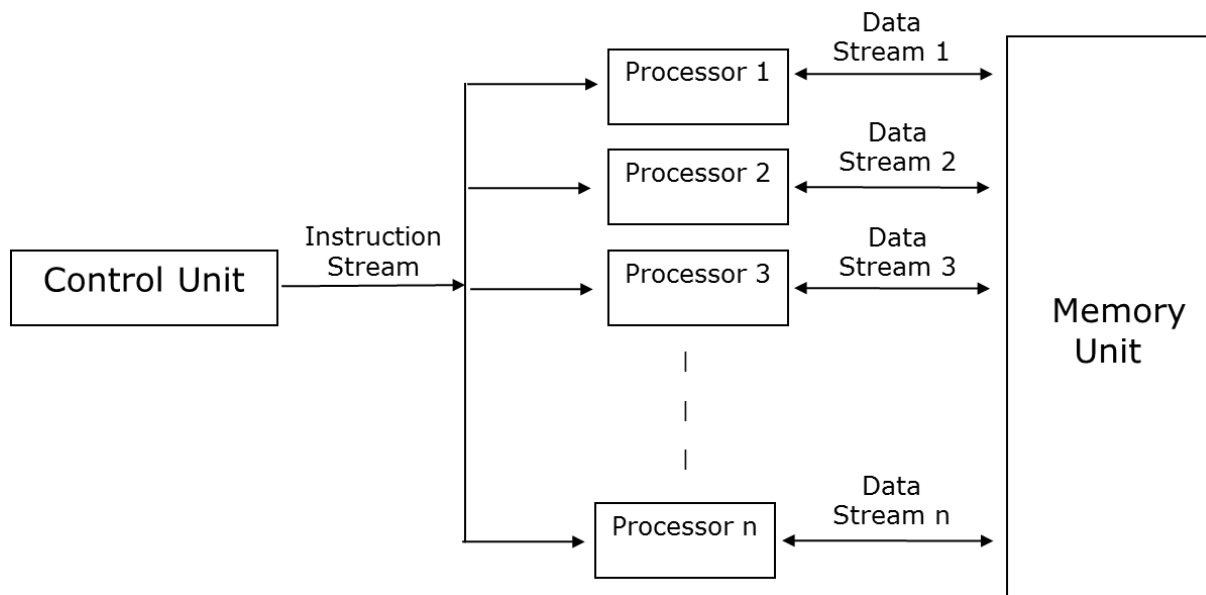 Control Unit
Instruction
Stream
Processor 1
Data
Stream 1
Processor 2
Data
Stream 2
Processor 3
Data
Stream 3
Processor n
Data
Stream n
Memory
Unit